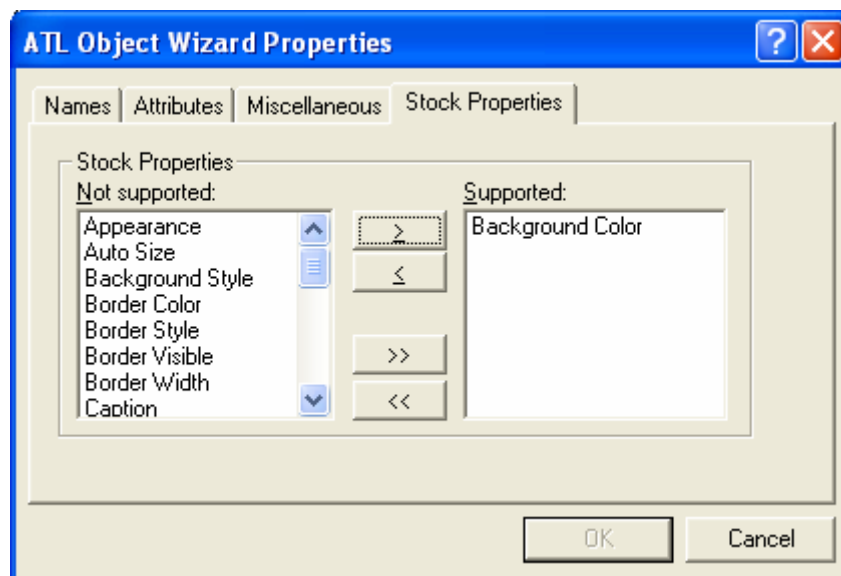 ATL Object Wizard Properties
Names Attributes Miscellaneous Stock Properties
Stock Properties
Not supported:
Appearance
Auto Size
Background Style
Border Color
Border Style
Border Visible
Border Width
Caption
>
<
>>
<<
Supported:
Background Color
OK Cancel